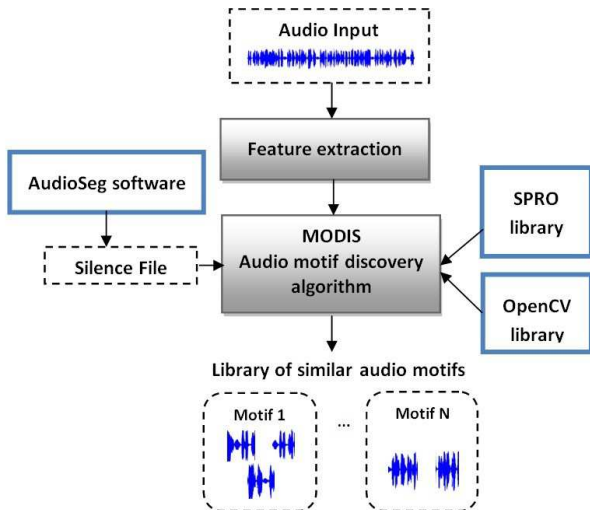 Audio Input
Feature extraction
AudioSeg software
SPRO
library
MODIS
Audio motif discovery
algorithm
Silence File
OpenCV
library
Library of similar audio motifs
Motif 1
...
Motif N